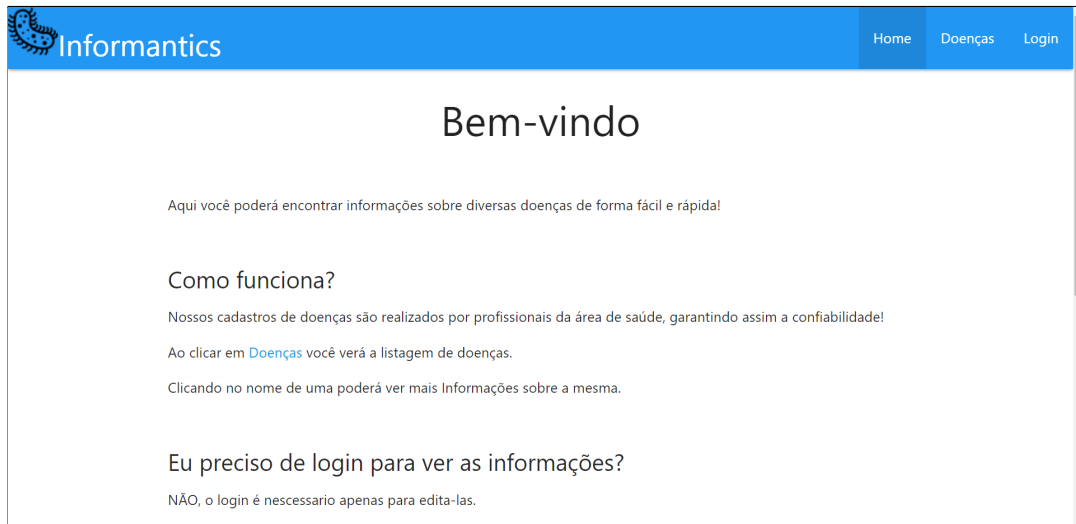 Informantics
Home
Doenças
Login
Bem-vindo
Aqui você poderá encontrar informações sobre diversas doenças de forma fácil e rápida!
Como funciona?
Nossos cadastros de doenças são realizados por profissionais da área de saúde, garantindo assim a confiabilidade!
Ao clicar em Doenças você verá a listagem de doenças.
Clicando no nome de uma poderá ver mais Informações sobre a mesma.
Eu preciso de login para ver as informações?
NÃO, o login é nescessario apenas para edita-las.